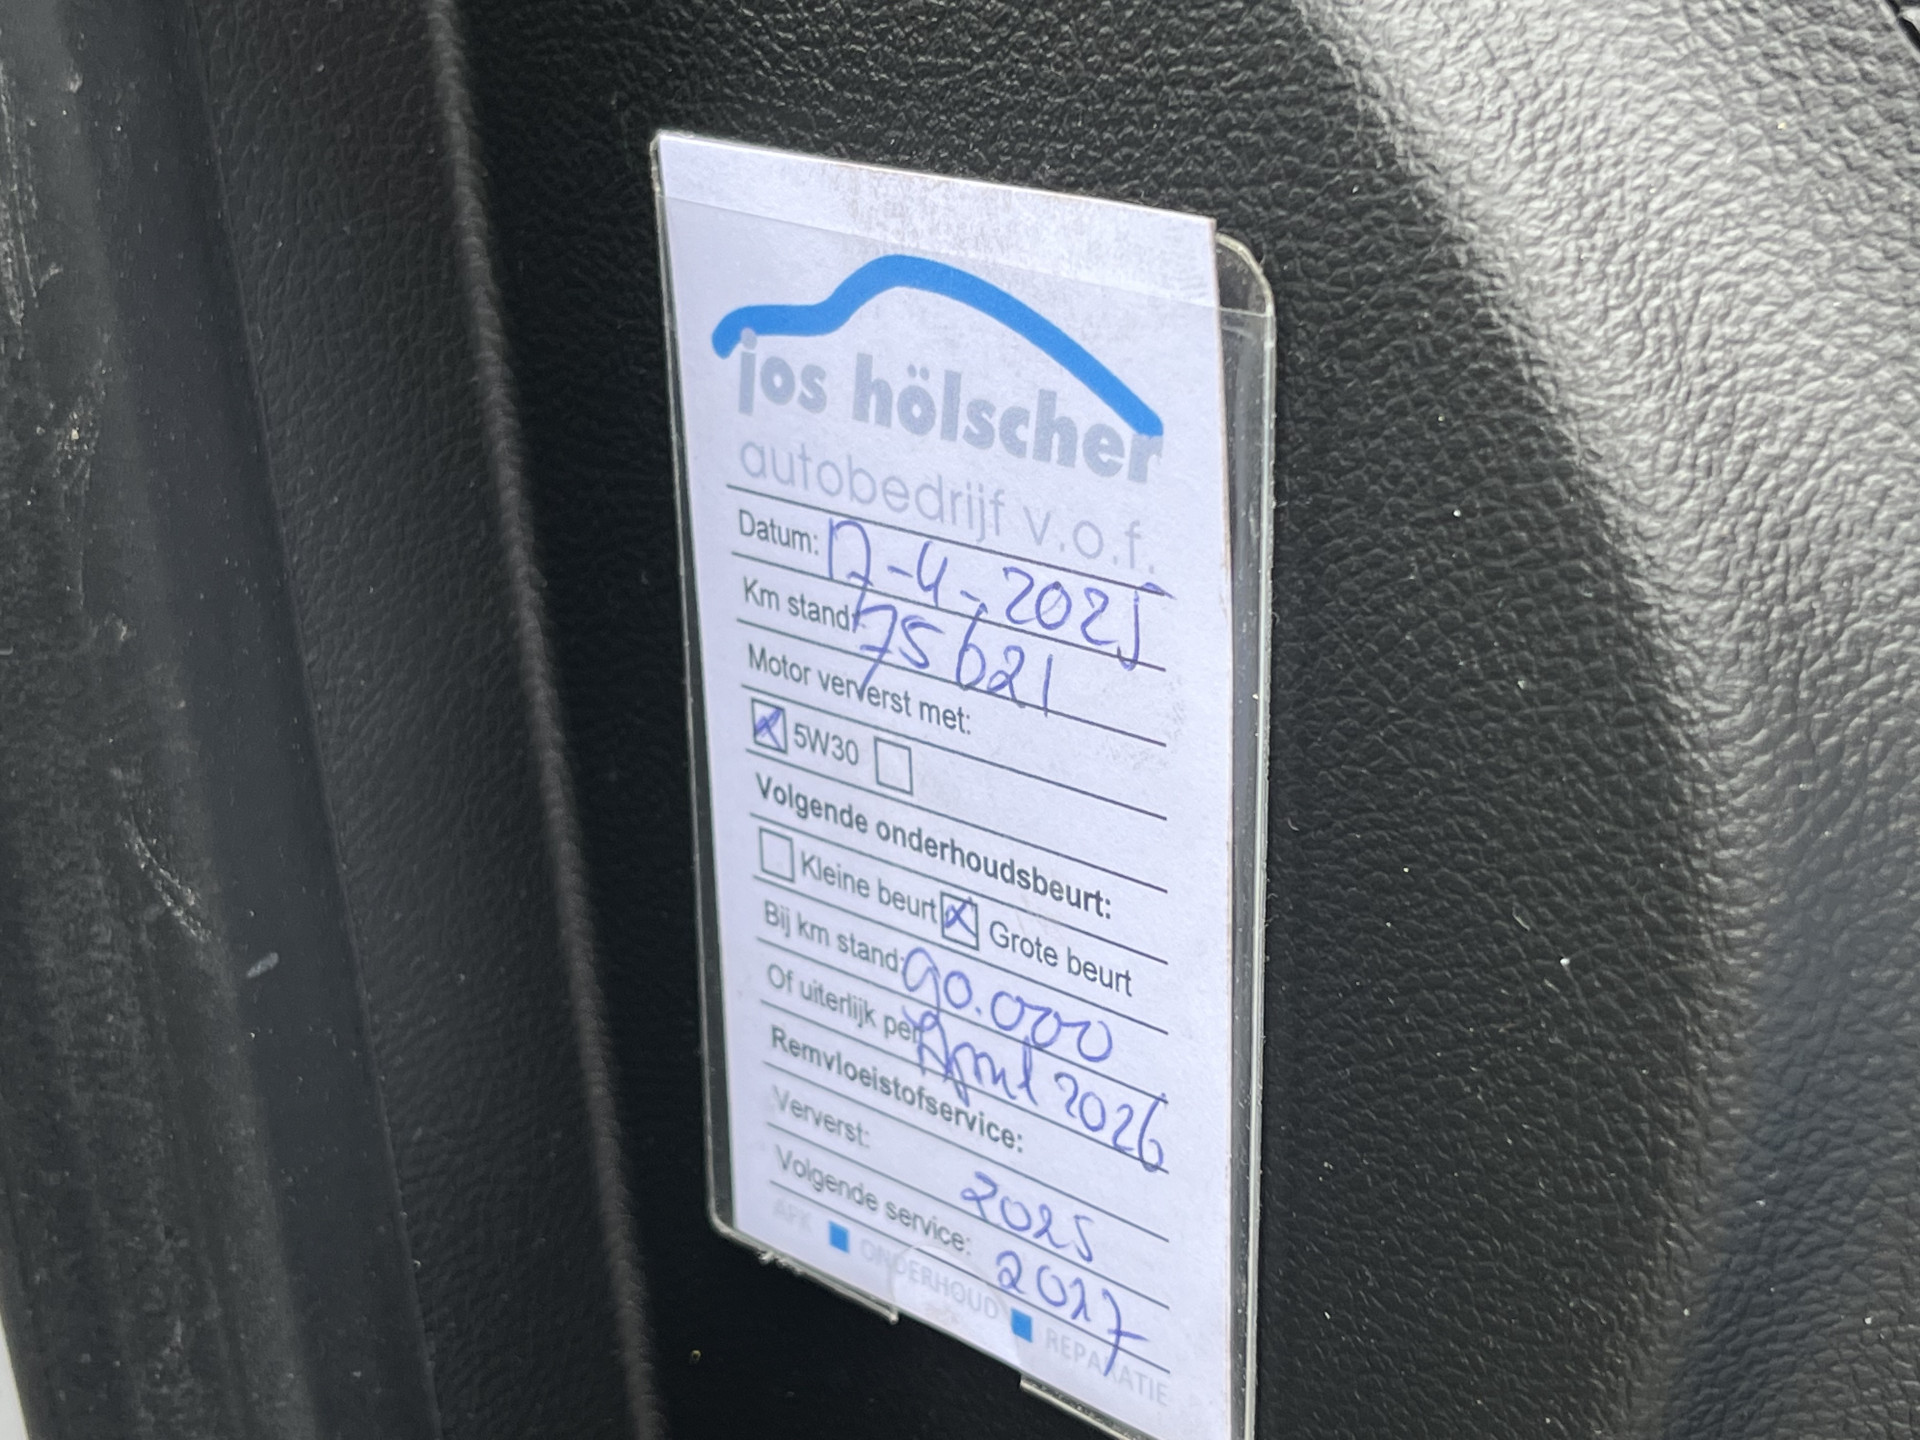 jos hölscher
autobedrijf v.o.f.
Datum: 17-4-2025
Km stand: 75621
Motor ververst met:
5W30
Volgende onderhoudsbeurt:
Kleine beurt Grote beurt
Bij km stand: 90.000
Of uiterlijk per: April 2026
Remvloeistofservice:
Ververst: 2025
Volgende service: 2027
APK ONDERHOUD REPARATIE